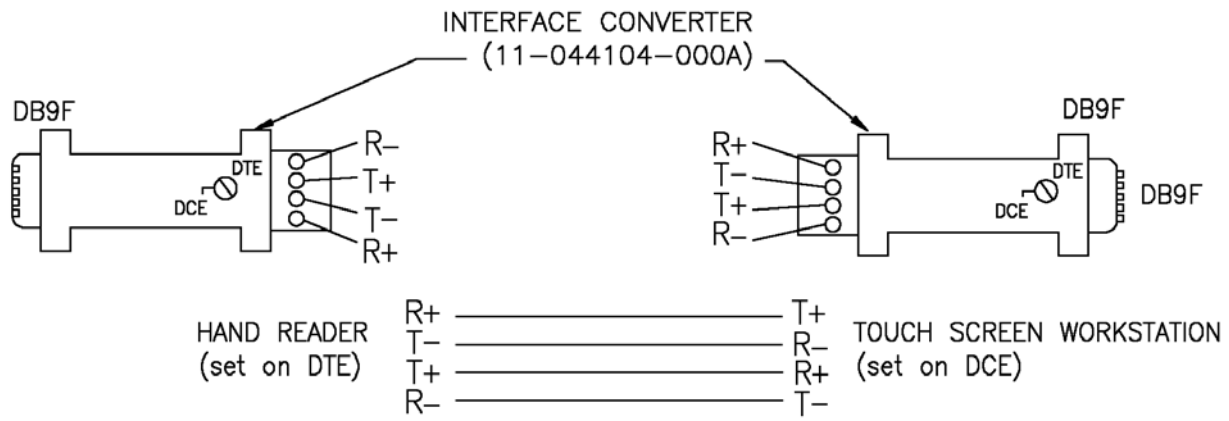 INTERFACE CONVERTER
(11-044104-000A)
DB9F
DTE
DCE
R-
T+
T-
R+
DB9F
DB9F
R+
T-
T+
R-
DTE
DCE
HAND READER
(set on DTE)
R+ T+
T- R-
T+ R+
R- T-
TOUCH SCREEN WORKSTATION
(set on DCE)